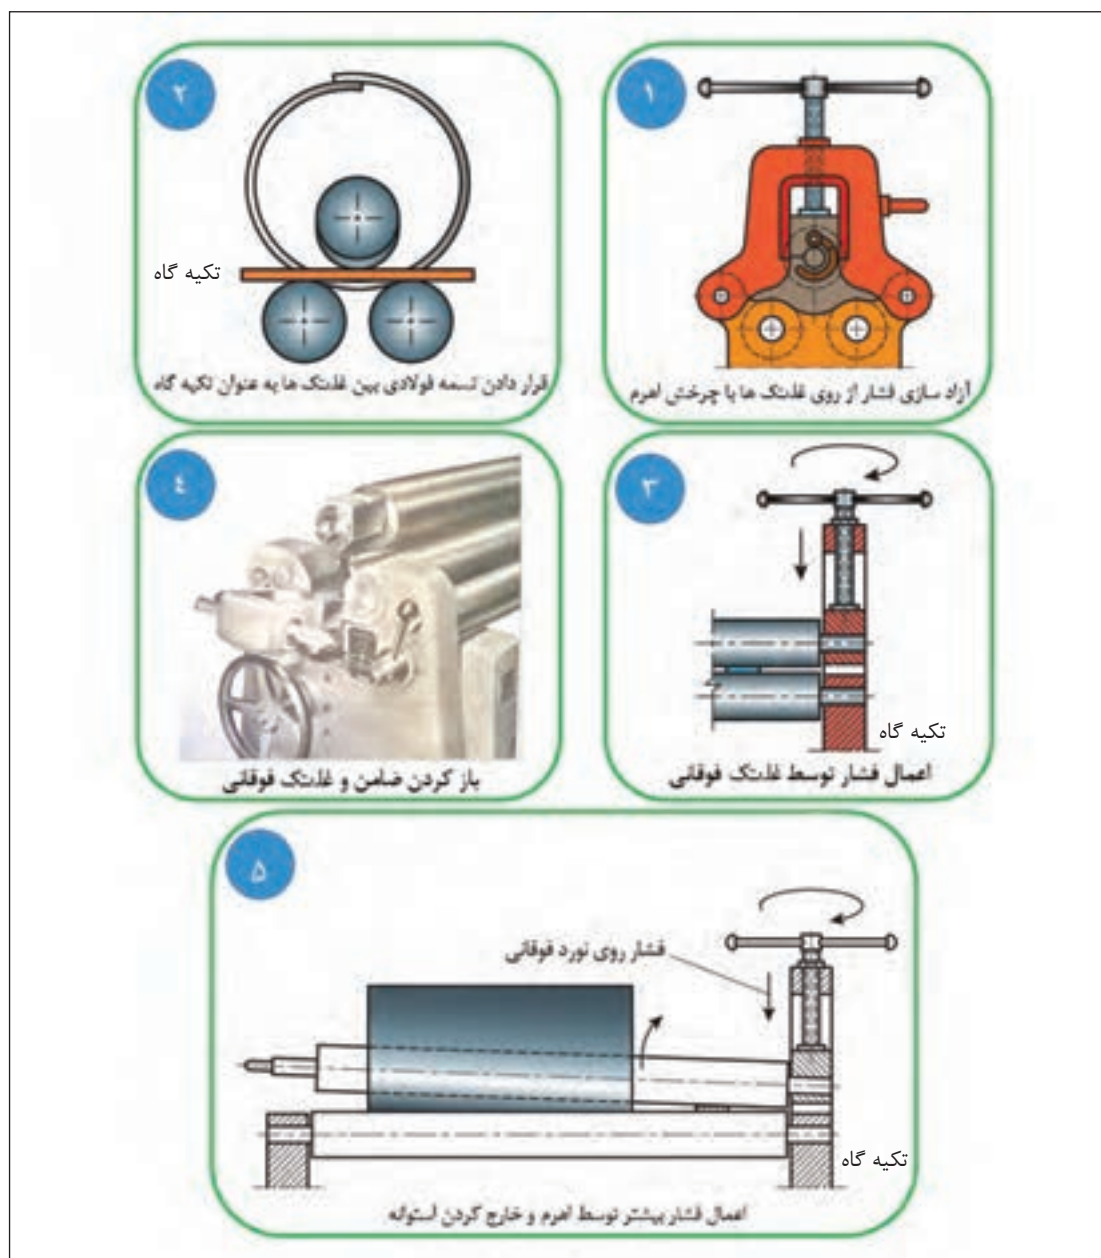 ۱
آزاد سازی فشار از روی غلتک ها با چرخش اهرم
۲
تکیه گاه
قرار دادن تسمه فولادی بین غلتک ها به عنوان تکیه گاه
۳
تکیه گاه
اعمال فشار توسط غلتک فوقانی
٤
باز کردن ضامن و غلتک فوقانی
۵
فشار روی نورد فوقانی
تکیه گاه
اعمال فشار بیشتر توسط اهرم و خارج کردن استوانه